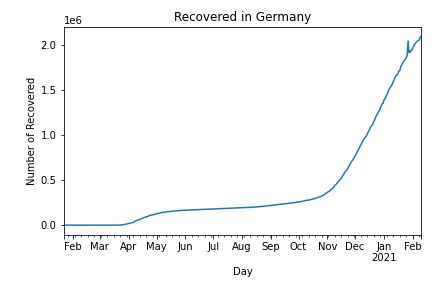 Recovered in Germany
1e6
2.0
1.5
1.0
0.5
0.0
Number of Recovered
Feb Mar Apr May Jun Jul Aug Sep Oct Nov Dec Jan Feb
2021
Day